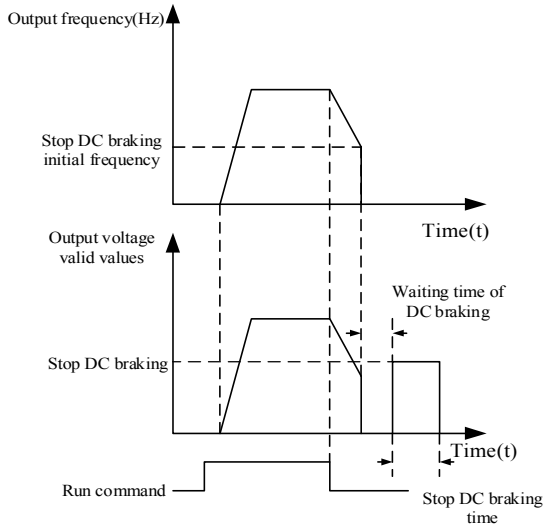 Output frequency(Hz)
Stop DC braking
initial frequency
Time(t)
Output voltage
valid values
Waiting time of
DC braking
Stop DC braking
Time(t)
Run command
Stop DC braking
time